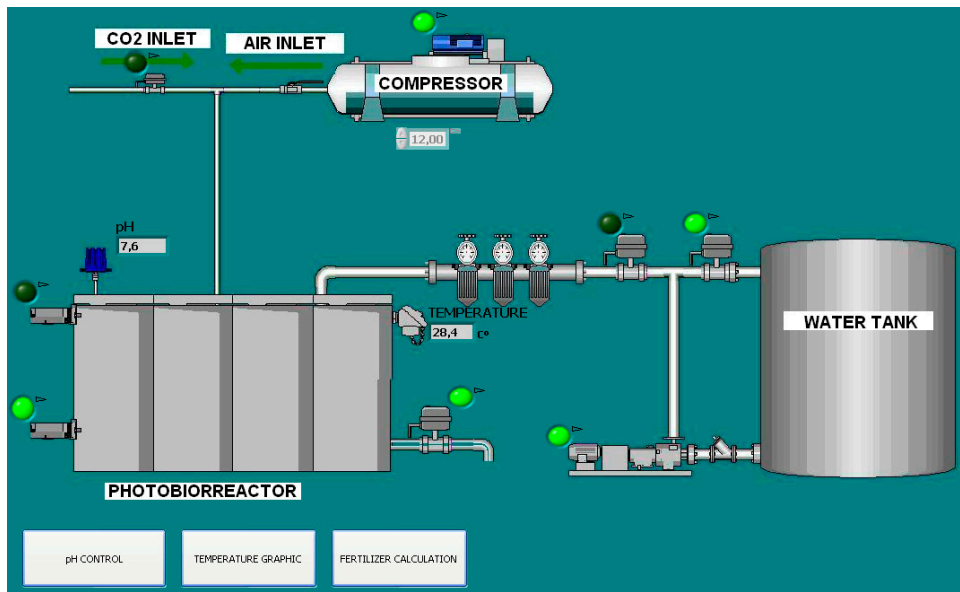 CO2 INLET
AIR INLET
COMPRESSOR
12,00
pH
7,6
TEMPERATURE
28,4 Cº
WATER TANK
PHOTOBIORREACTOR
pH CONTROL
TEMPERATURE GRAPHIC
FERTILIZER CALCULATION